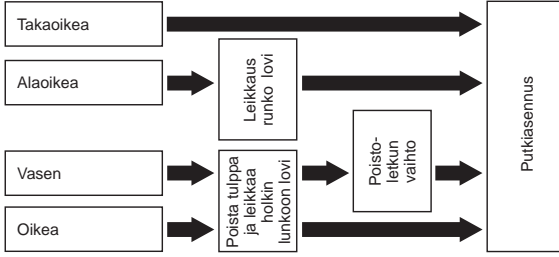 Takaoikea
Alaoikea
Leikkaus
runko lovi
Vasen
Oikea
Poista tulppa
ja leikkaa
holkin
lunkoon lovi
Poisto-
letkun
vaihto
Putkiasennus